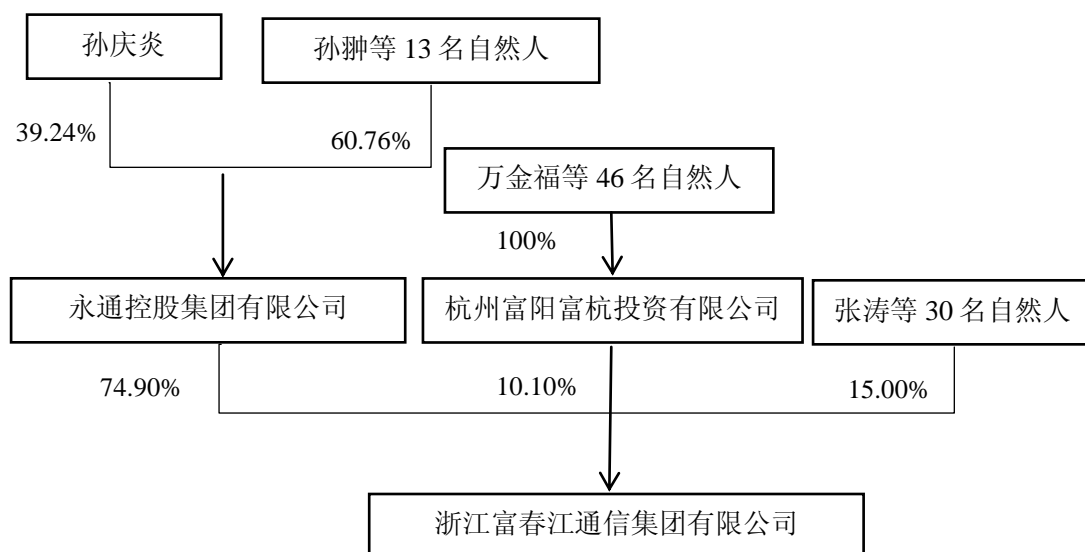 孙庆炎
孙翀等 13 名自然人
39.24%
60.76%
万金福等 46 名自然人
100%
永通控股集团有限公司
杭州富阳富杭投资有限公司
张涛等 30 名自然人
74.90%
10.10%
15.00%
浙江富春江通信集团有限公司